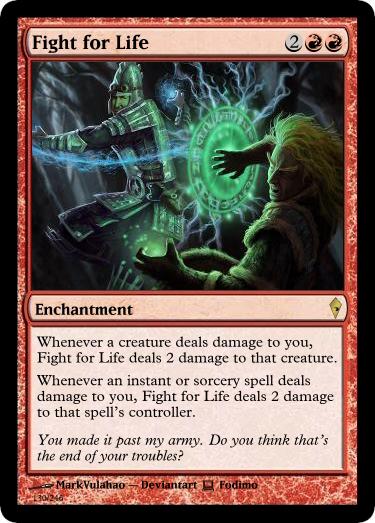 Fight for Life 2
Enchantment
Whenever a creature deals damage to you,
Fight for Life deals 2 damage to that creature.
Whenever an instant or sorcery spell deals
damage to you, Fight for Life deals 2 damage
to that spell's controller.
You made it past my army. Do you think that's
the end of your troubles?
MarkVulahao — Deviantart
Fodimo
130/246